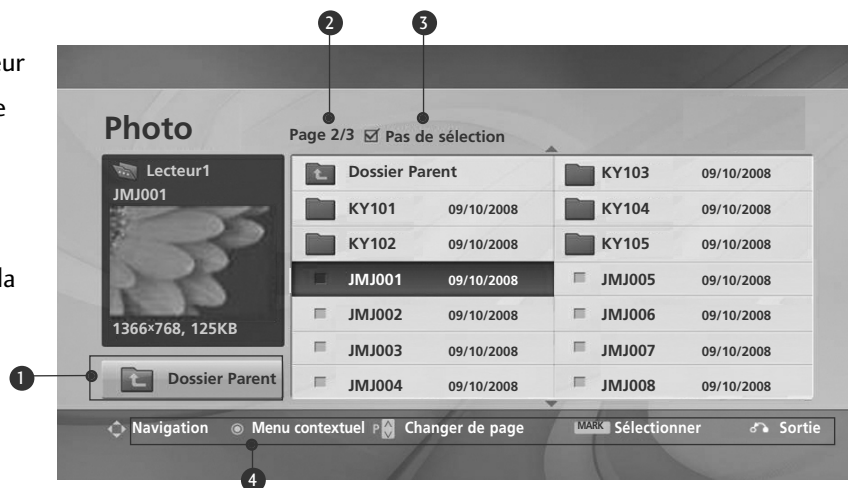 2 3
eur
e
la
Photo
Page 2/3 Pas de sélection
Lecteur1
JMJ001
1366×768, 125KB
Dossier Parent
1
Dossier Parent
KY101 09/10/2008
KY102 09/10/2008
JMJ001 09/10/2008
JMJ002 09/10/2008
JMJ003 09/10/2008
JMJ004 09/10/2008
KY103 09/10/2008
KY104 09/10/2008
KY105 09/10/2008
JMJ005 09/10/2008
JMJ006 09/10/2008
JMJ007 09/10/2008
JMJ008 09/10/2008
Navigation Menu contextuel P Changer de page MARK Sélectionner Sortie
4